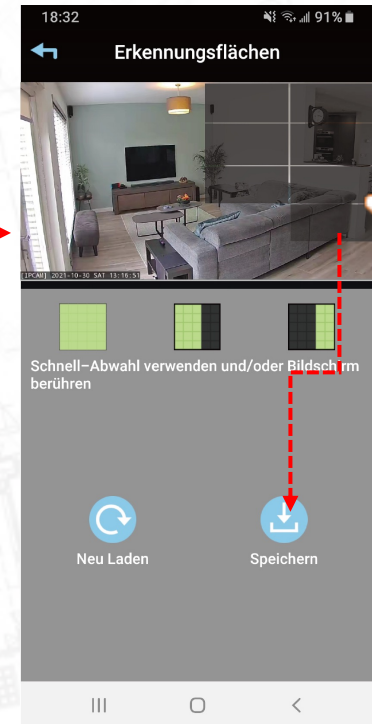 18:32
91%
Erkennungsflächen
[IPCAM] 2021-10-30 SAT 13:16:51
Schnell-Abwahl verwenden und/oder Bildschirm
berühren
Neu Laden
Speichern